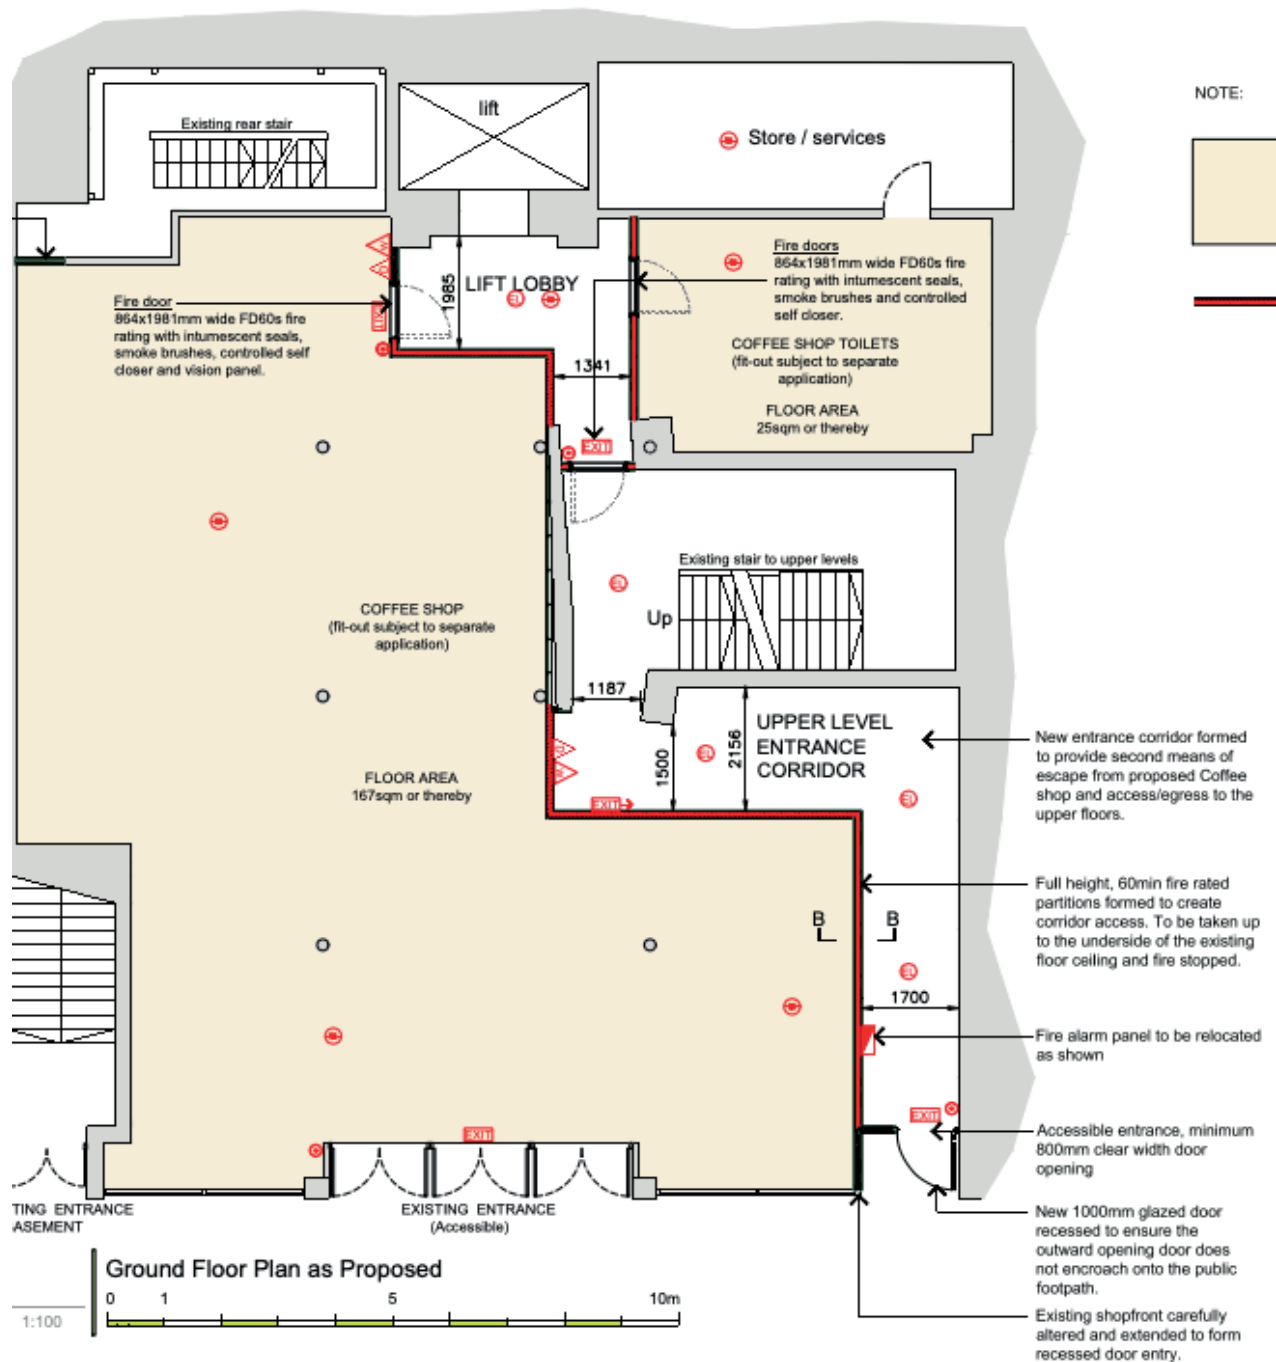 NOTE:
lift
Existing rear stair
Store / services
LIFT LOBBY
1985
Fire doors
864x1981mm wide FD60s fire
rating with intumescent seals,
smoke brushes and controlled
self closer.
Fire door
864x1981mm wide FD60s fire
rating with intumescent seals,
smoke brushes, controlled self
closer and vision panel.
EXIT
EL
COFFEE SHOP TOILETS
(fit-out subject to separate
application)
FLOOR AREA
25sqm or thereby
1341
EXIT
Existing stair to upper levels
EL
Up
COFFEE SHOP
(fit-out subject to separate
application)
1187
UPPER LEVEL
ENTRANCE
CORRIDOR
2156
1500
EL
EL
New entrance corridor formed
to provide second means of
escape from proposed Coffee
shop and access/egress to the
upper floors.
FLOOR AREA
167sqm or thereby
EXIT
Full height, 60min fire rated
partitions formed to create
corridor access. To be taken up
to the underside of the existing
floor ceiling and fire stopped.
B
B
EL
1700
Fire alarm panel to be relocated
as shown
EXIT
EXIT
Accessible entrance, minimum
800mm clear width door
opening
TING ENTRANCE
ASEMENT
EXISTING ENTRANCE
(Accessible)
New 1000mm glazed door
recessed to ensure the
outward opening door does
not encroach onto the public
footpath.
Ground Floor Plan as Proposed
0 1 5 10m
1:100
Existing shopfront carefully
altered and extended to form
recessed door entry.